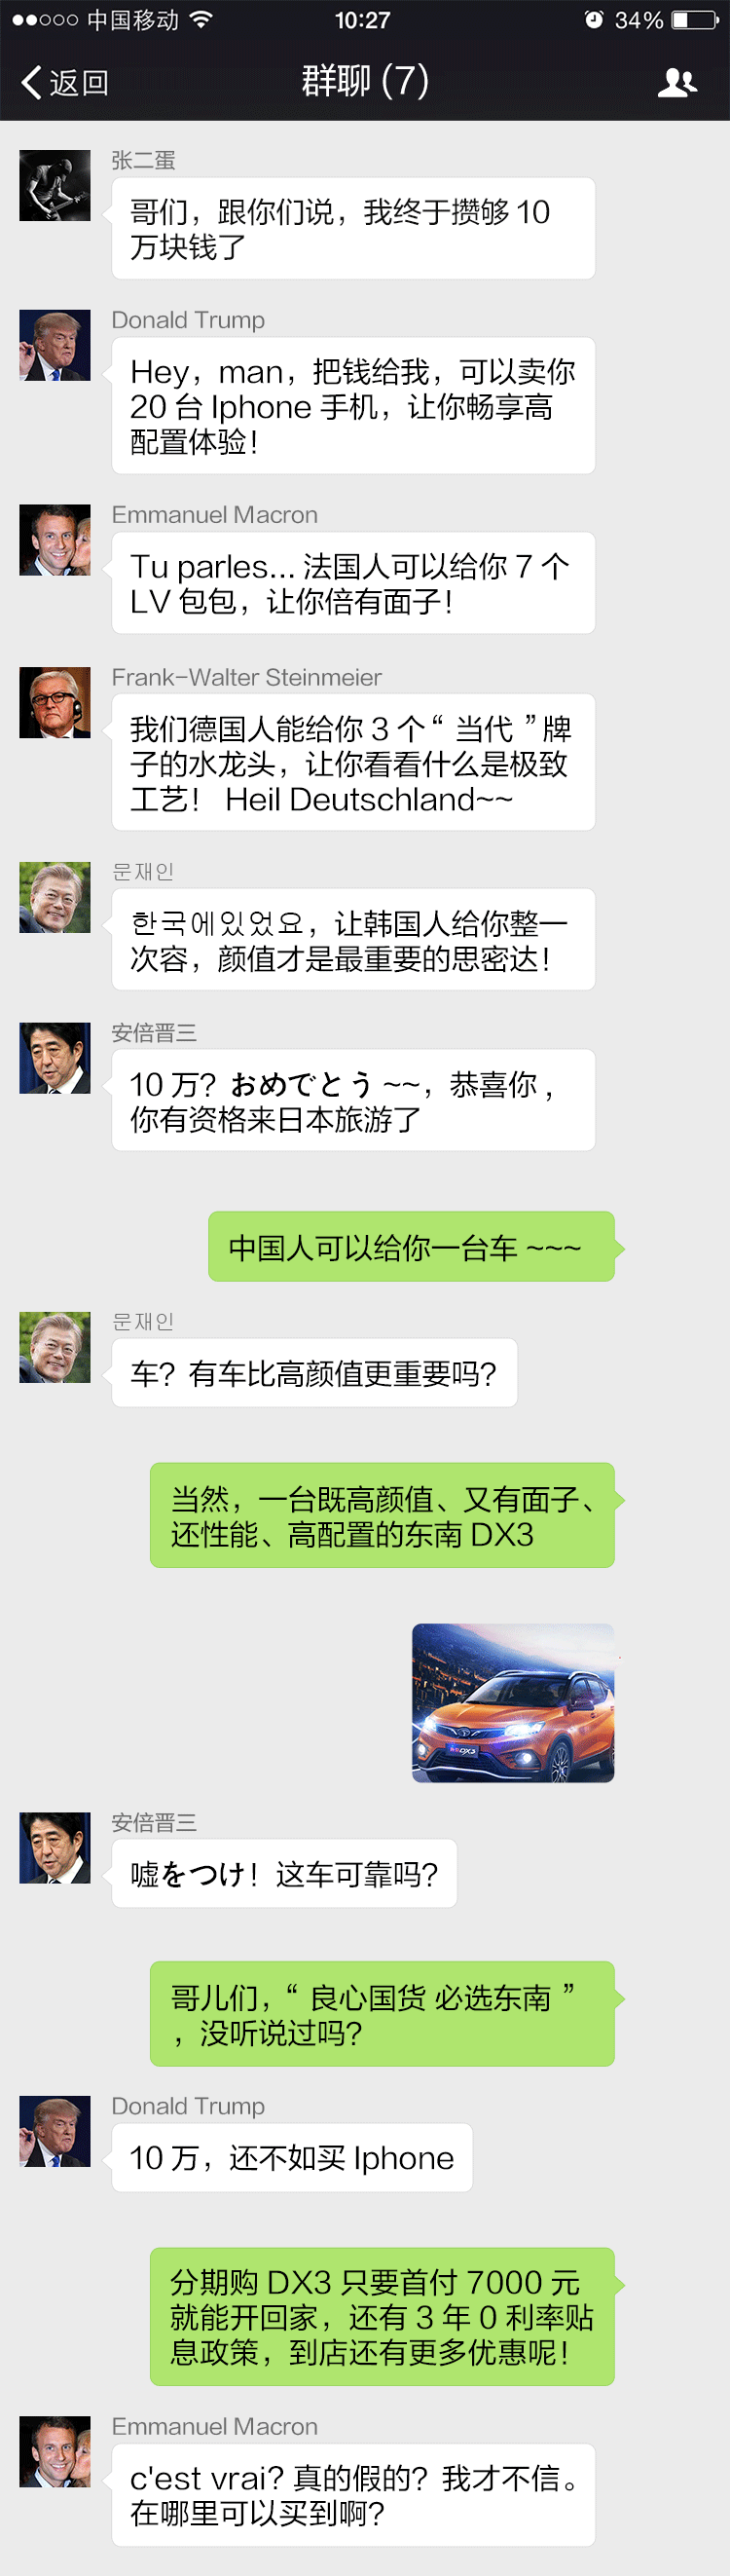 中国移动 10:27 34%
返回 群聊 (7)
张二蛋
哥们，跟你们说，我终于攒够 10
万块钱了
Donald Trump
Hey，man，把钱给我，可以卖你
20 台 Iphone 手机，让你畅享高
配置体验！
Emmanuel Macron
Tu parles... 法国人可以给你 7 个
LV 包包，让你倍有面子！
Frank-Walter Steinmeier
我们德国人能给你 3 个“ 当代 ”牌
子的水龙头，让你看看什么是极致
工艺！ Heil Deutschland~~
문재인
한국에있었요，让韩国人给你整一
次容，颜值才是最重要的思密达！
安倍晋三
10 万？おめでとう ~~，恭喜你，
你有资格来日本旅游了
中国人可以给你一台车 ~~~
문재인
车？有车比高颜值更重要吗？
当然，一台既高颜值、又有面子、
还性能、高配置的东南 DX3
DX3
安倍晋三
嘘をつけ！这车可靠吗？
哥儿们，“ 良心国货 必选东南 ”
，没听说过吗？
Donald Trump
10 万，还不如买 Iphone
分期购 DX3 只要首付 7000 元
就能开回家，还有 3 年 0 利率贴
息政策，到店还有更多优惠呢！
Emmanuel Macron
c'est vrai? 真的假的？我才不信。
在哪里可以买到啊？